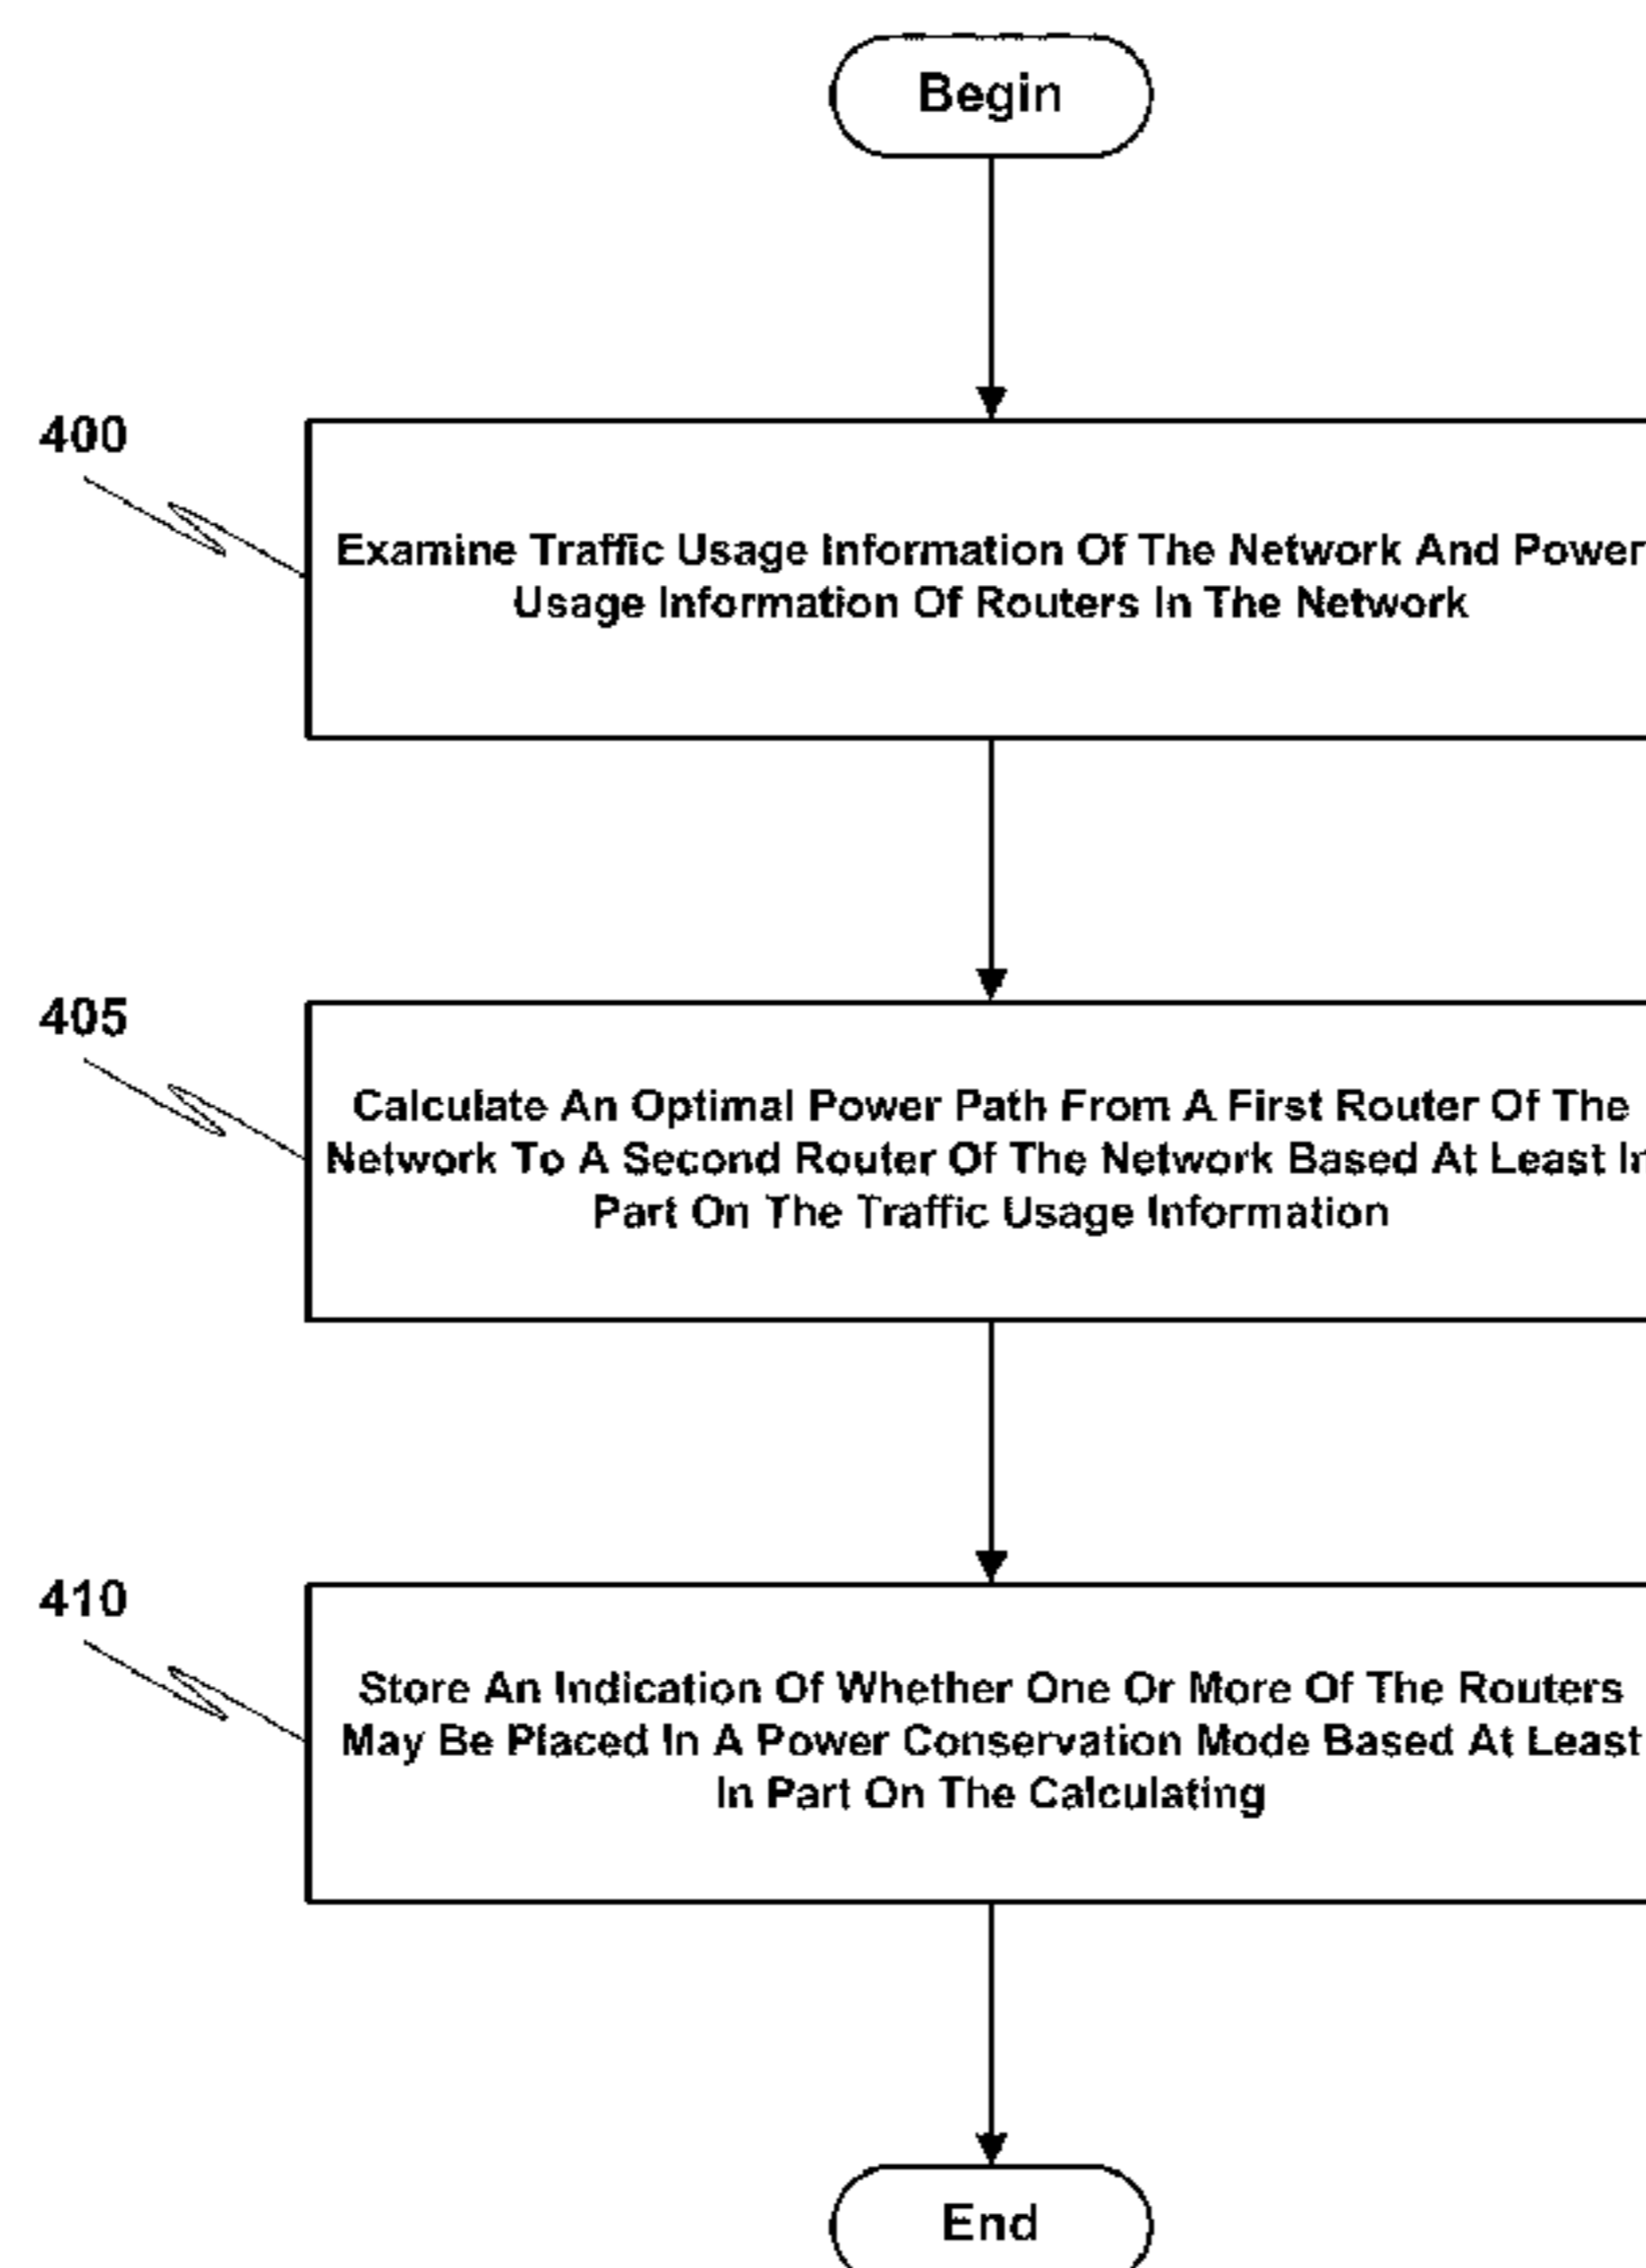 Begin
400
Examine Traffic Usage Information Of The Network And Power
Usage Information Of Routers In The Network
405
Calculate An Optimal Power Path From A First Router Of The
Network To A Second Router Of The Network Based At Least In
Part On The Traffic Usage Information
410
Store An Indication Of Whether One Or More Of The Routers
May Be Placed In A Power Conservation Mode Based At Least
In Part On The Calculating
End